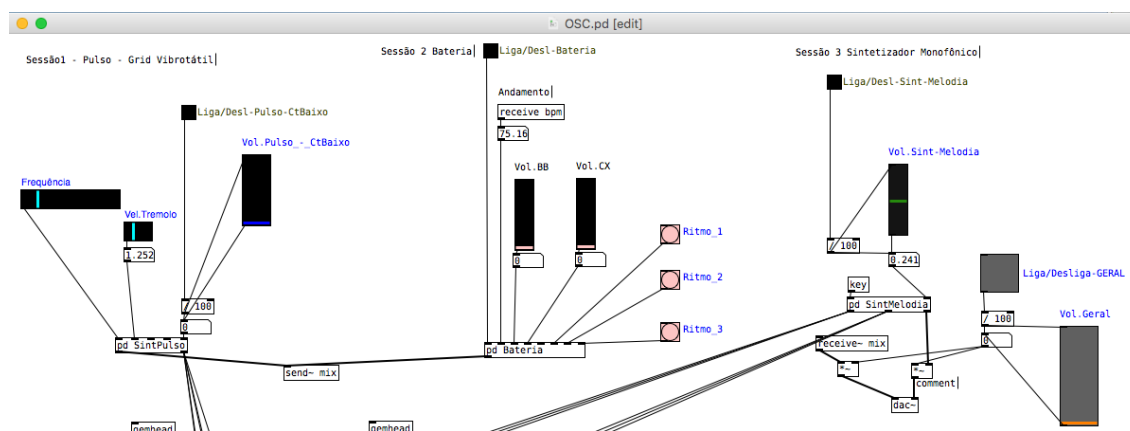 OSC.pd [edit]
Sessão1 - Pulso - Grid Vibrotátil
Sessão 2 Bateria
Liga/Desl-Bateria
Sessão 3 Sintetizador Monofônico
Liga/Desl-Sint-Melodia
Andamento
receive bpm
75.16
Liga/Desl-Pulso-CtBaixo
Vol.Pulso_-_CtBaixo
Vol.BB
Vol.CX
Vol.Sint-Melodia
Frequência
Vel.Tremolo
1.252
Ritmo_1
Ritmo_2
Ritmo_3
0
0
/ 100
0.241
Liga/Desliga-GERAL
key
pd SintMelodia
/ 100
Vol.Geral
/ 100
0
0
pd SintPulso
pd Bateria
receive~ mix
send~ mix
*~
*~
comment
dac~
gemhead
gemhead